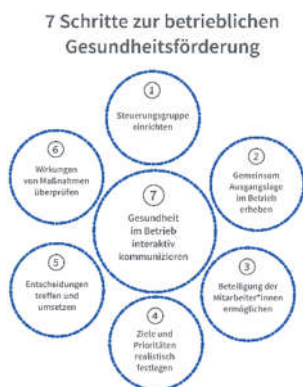 7 Schritte zur betrieblichen
Gesundheitsförderung
1
Steuerungsgruppe
einrichten
2
Gemeinsam
Ausgangslage
im Betrieb
erheben
3
Beteiligung der
Mitarbeiter*innen
ermöglichen
4
Ziele und
Prioritäten
realistisch
festlegen
5
Entscheidungen
treffen und
umsetzen
6
Wirkungen
von Maßnahmen
überprüfen
7
Gesundheit
im Betrieb
interaktiv
kommunizieren